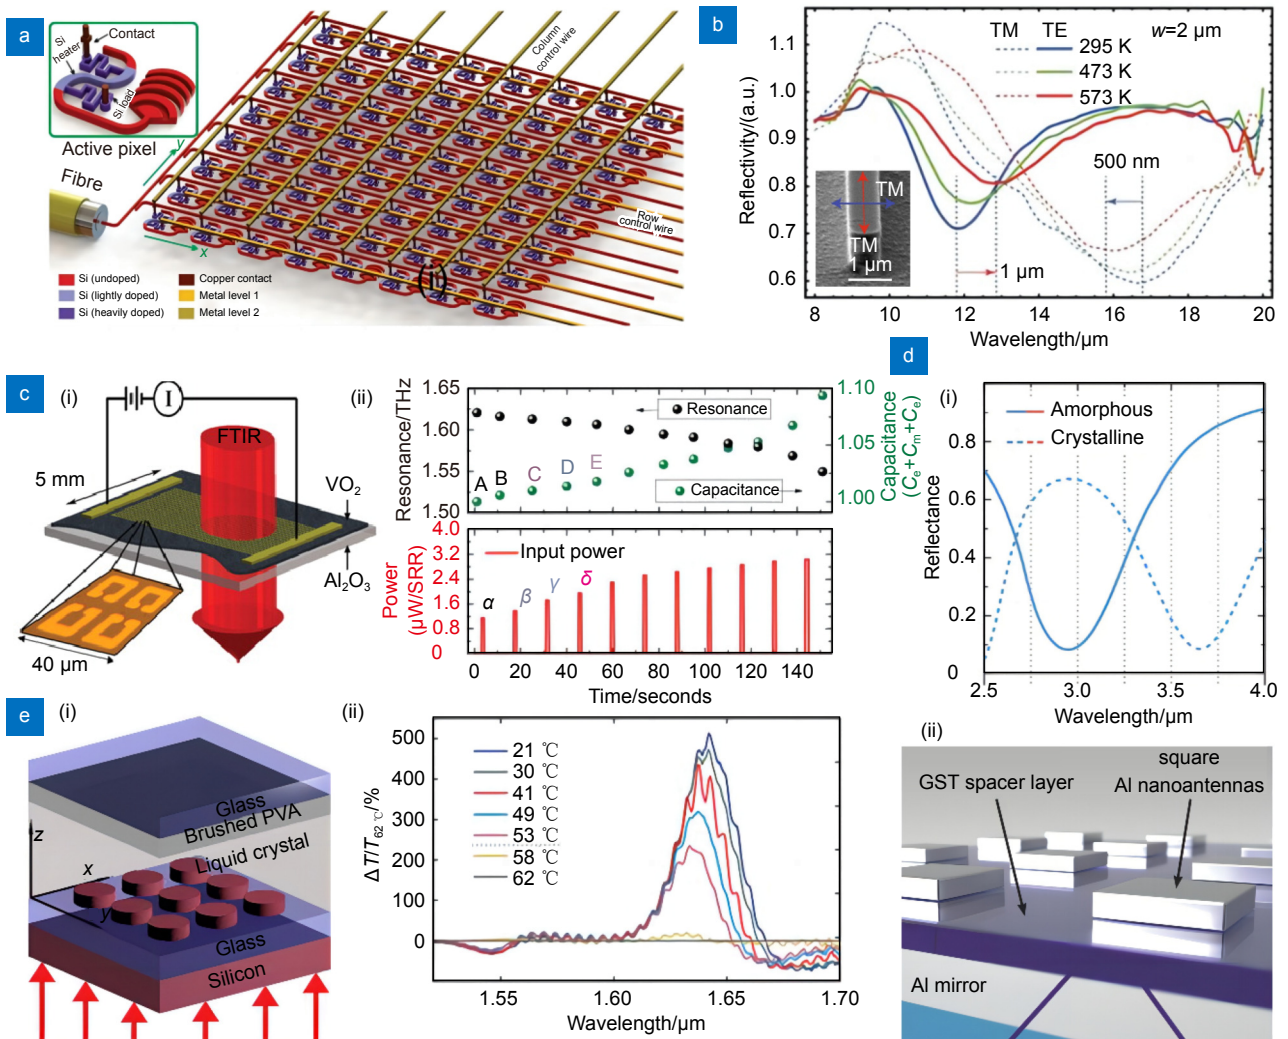 a
Contact
Si
heater
Si load
Active pixel
Fibre
y
x
Column
control wire
Row
control wire
(i)
Si (undoped)
Si (lightly doped)
Si (heavily doped)
Copper contact
Metal level 1
Metal level 2
b
TM TE w=2 μm
295 K
473 K
573 K
500 nm
1 μm
TM
TM
1 μm
Reflectivity/(a.u.)
1.1
1.0
0.9
0.8
0.7
0.6
8 10 12 14 16 18 20
Wavelength/μm
c
(i)
I
FTIR
5 mm
VO2
Al2O3
40 μm
(ii)
Resonance/THz
1.65
1.60
1.55
1.50
Resonance
Capacitance
A B C D E
1.10
1.05
1.00
Capacitance
(Ce+Cm+Ce)
Power
(μW/SRR)
4.0
3.2
2.4
1.6
0.8
0
Input power
α β γ δ
0 20 40 60 80 100 120 140
Time/seconds
d
(i)
Amorphous
Crystalline
Reflectance
0.8
0.6
0.4
0.2
0
2.5 3.0 3.5 4.0
Wavelength/μm
(ii)
GST spacer layer
square
Al nanoantennas
Al mirror
e
(i)
Glass
Brushed PVA
Liquid crystal
z
x
y
Glass
Silicon
(ii)
ΔT/T62 ℃/%
500
400
300
200
100
0
21 ℃
30 ℃
41 ℃
49 ℃
53 ℃
58 ℃
62 ℃
1.55 1.60 1.65 1.70
Wavelength/μm